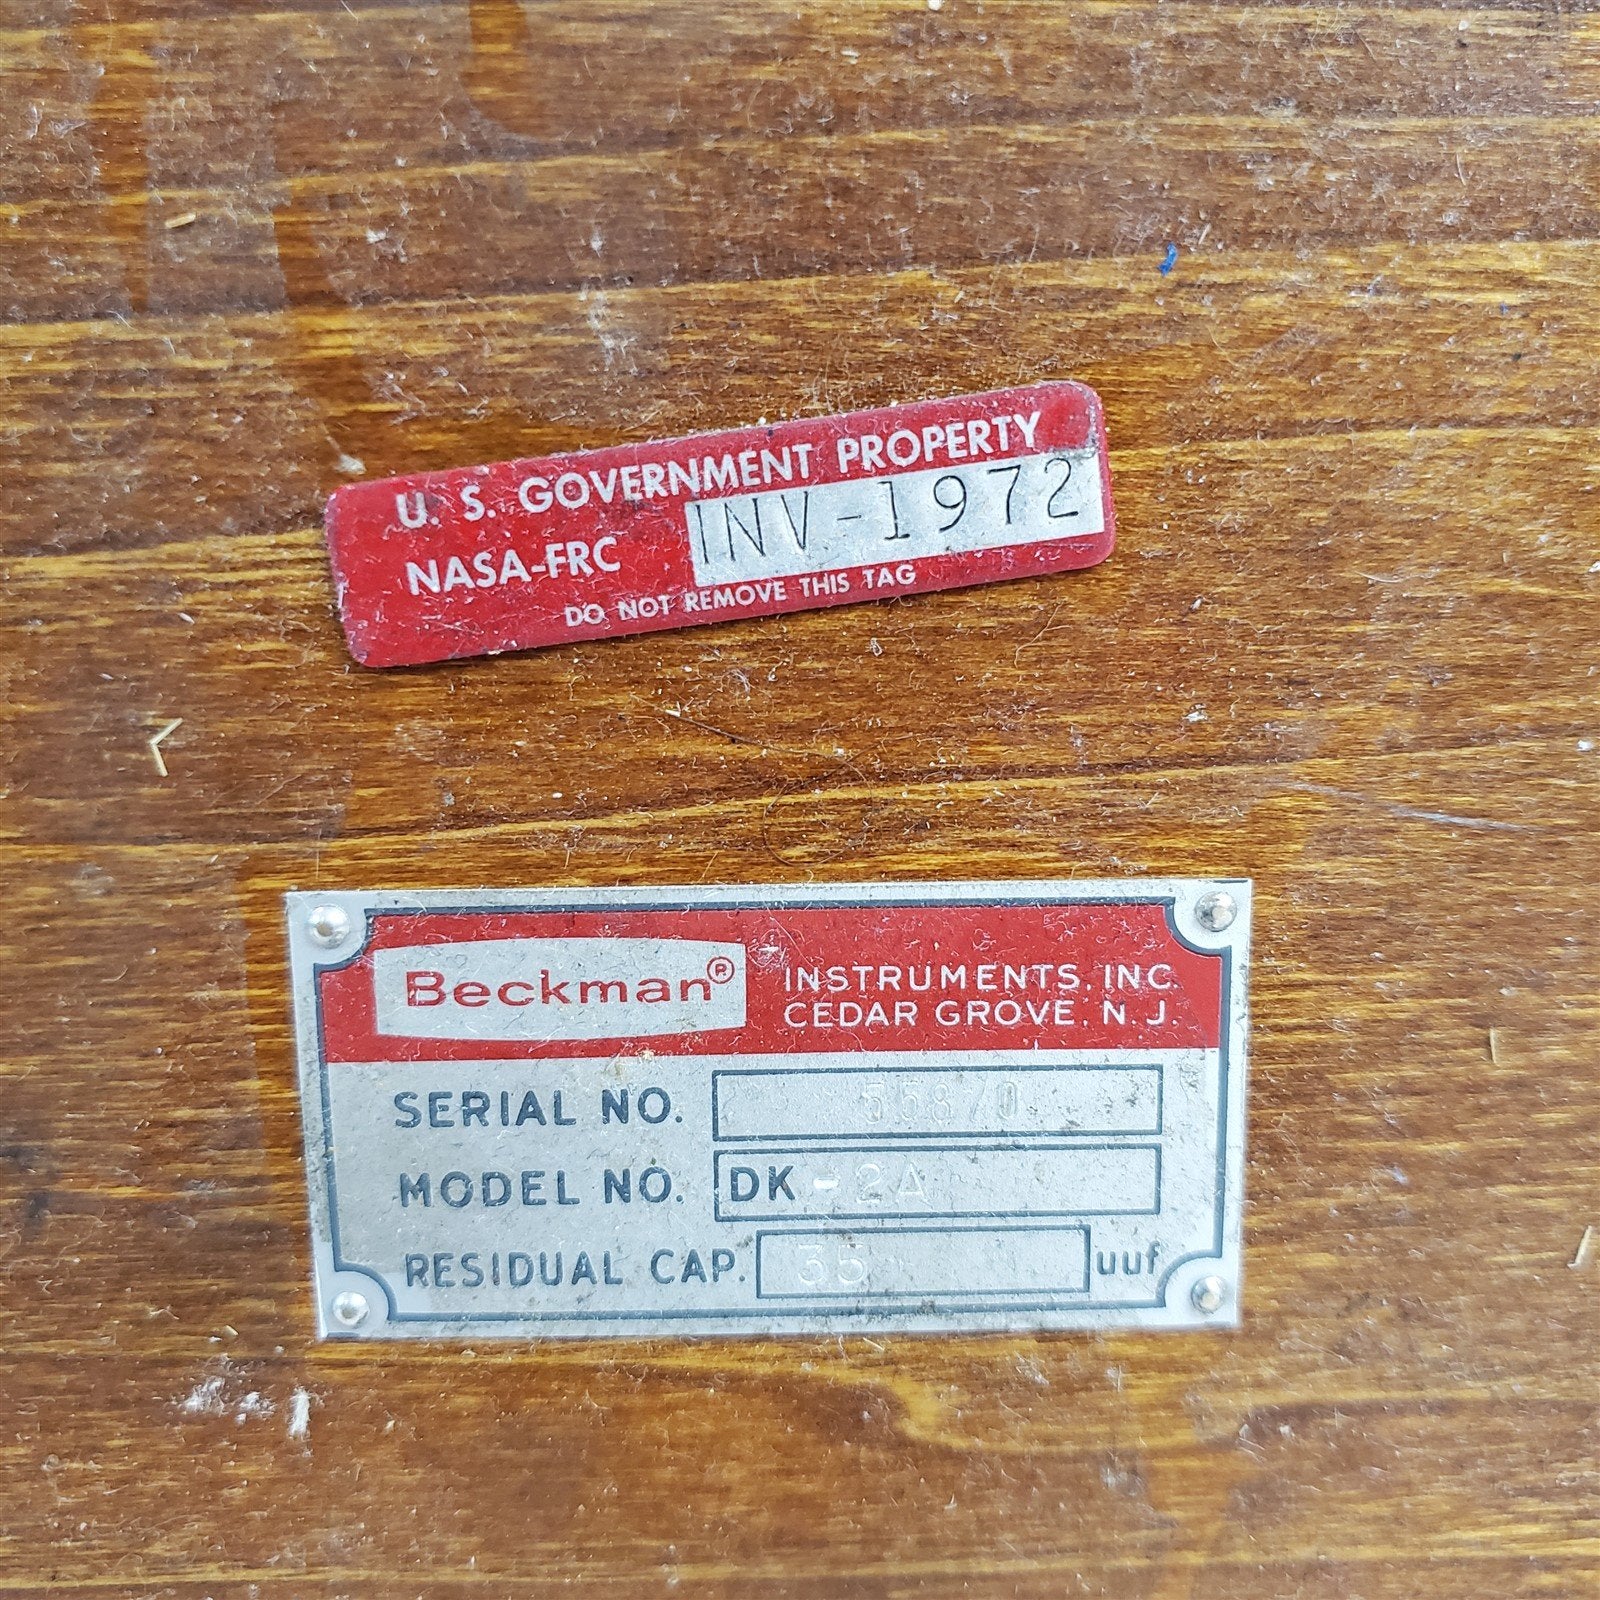 U. S. GOVERNMENT PROPERTY
NASA-FRC INV-1972
DO NOT REMOVE THIS TAG
Beckman® INSTRUMENTS, INC.
CEDAR GROVE, N. J.
SERIAL NO. 55870
MODEL NO. DK-2A
RESIDUAL CAP. 35 uuf